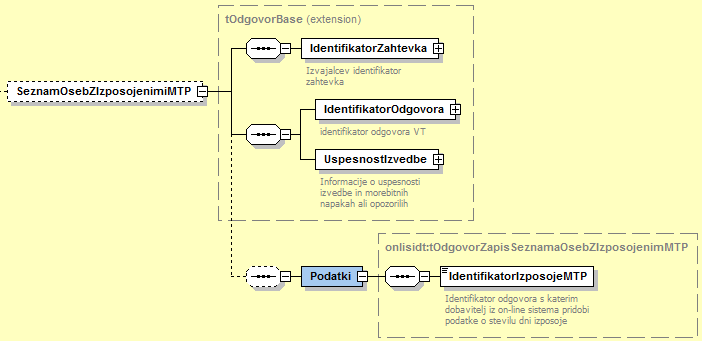 tOdgovorBase (extension)
IdentifikatorZahtevka
Izvajalcev identifikator
zahtevka
SeznamOsebZIzposojenimiMTP
IdentifikatorOdgovora
identifikator odgovora VT
UspesnostIzvedbe
Informacije o uspesnosti
izvedbe in morebitnih
napakah ali opozorilih
onlisidt:tOdgovorZapisSeznamaOsebZIzposojenimMTP
Podatki
IdentifikatorIzposojeMTP
Identifikator odgovora s katerim
dobavitelj iz on-line sistema pridobi
podatke o stevilu dni izposoje